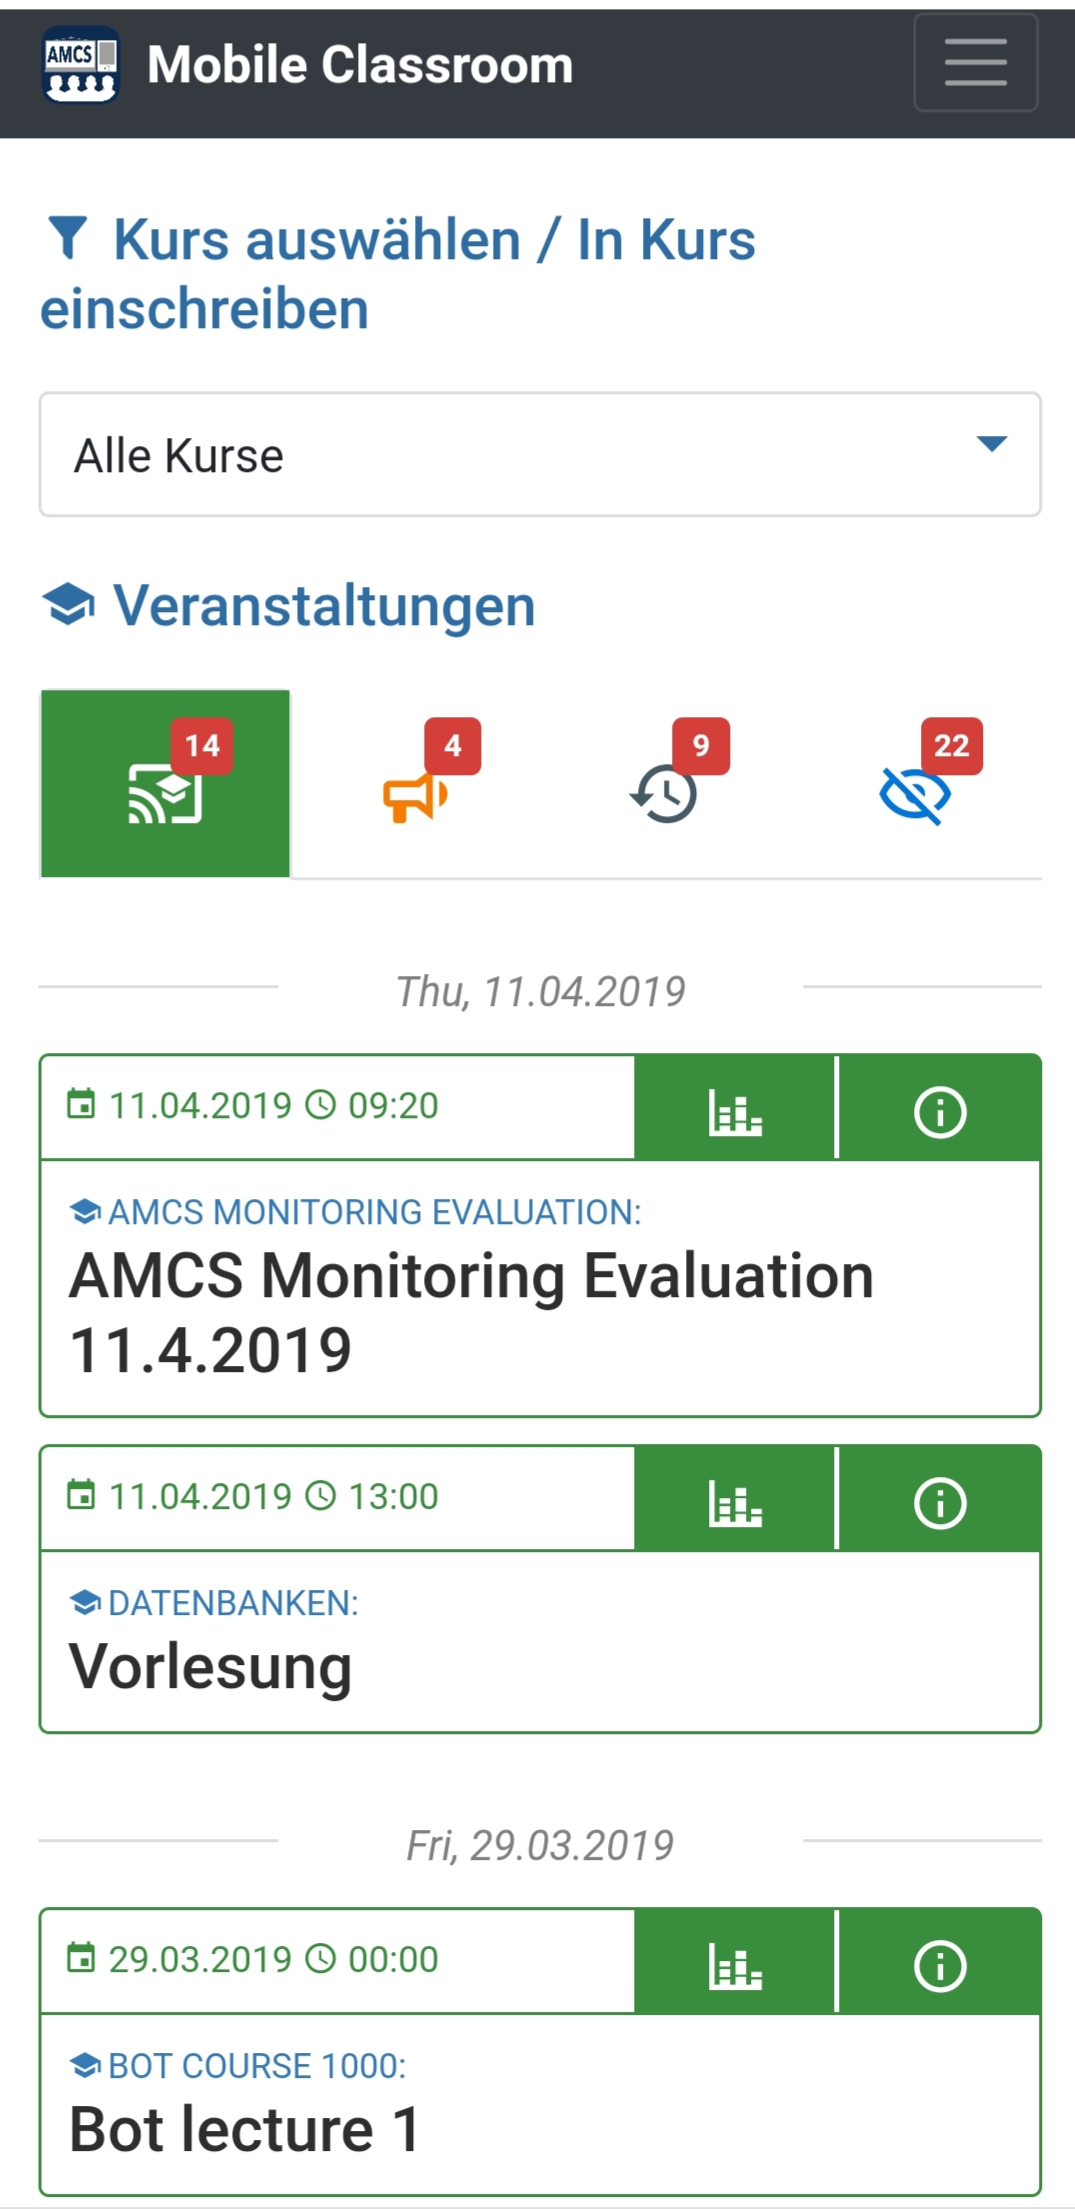 AMCS
Mobile Classroom
Kurs auswählen / In Kurs
einschreiben
Alle Kurse
Veranstaltungen
14 4 9 22
Thu, 11.04.2019
11.04.2019 09:20
AMCS MONITORING EVALUATION:
AMCS Monitoring Evaluation
11.4.2019
11.04.2019 13:00
DATENBANKEN:
Vorlesung
Fri, 29.03.2019
29.03.2019 00:00
BOT COURSE 1000:
Bot lecture 1